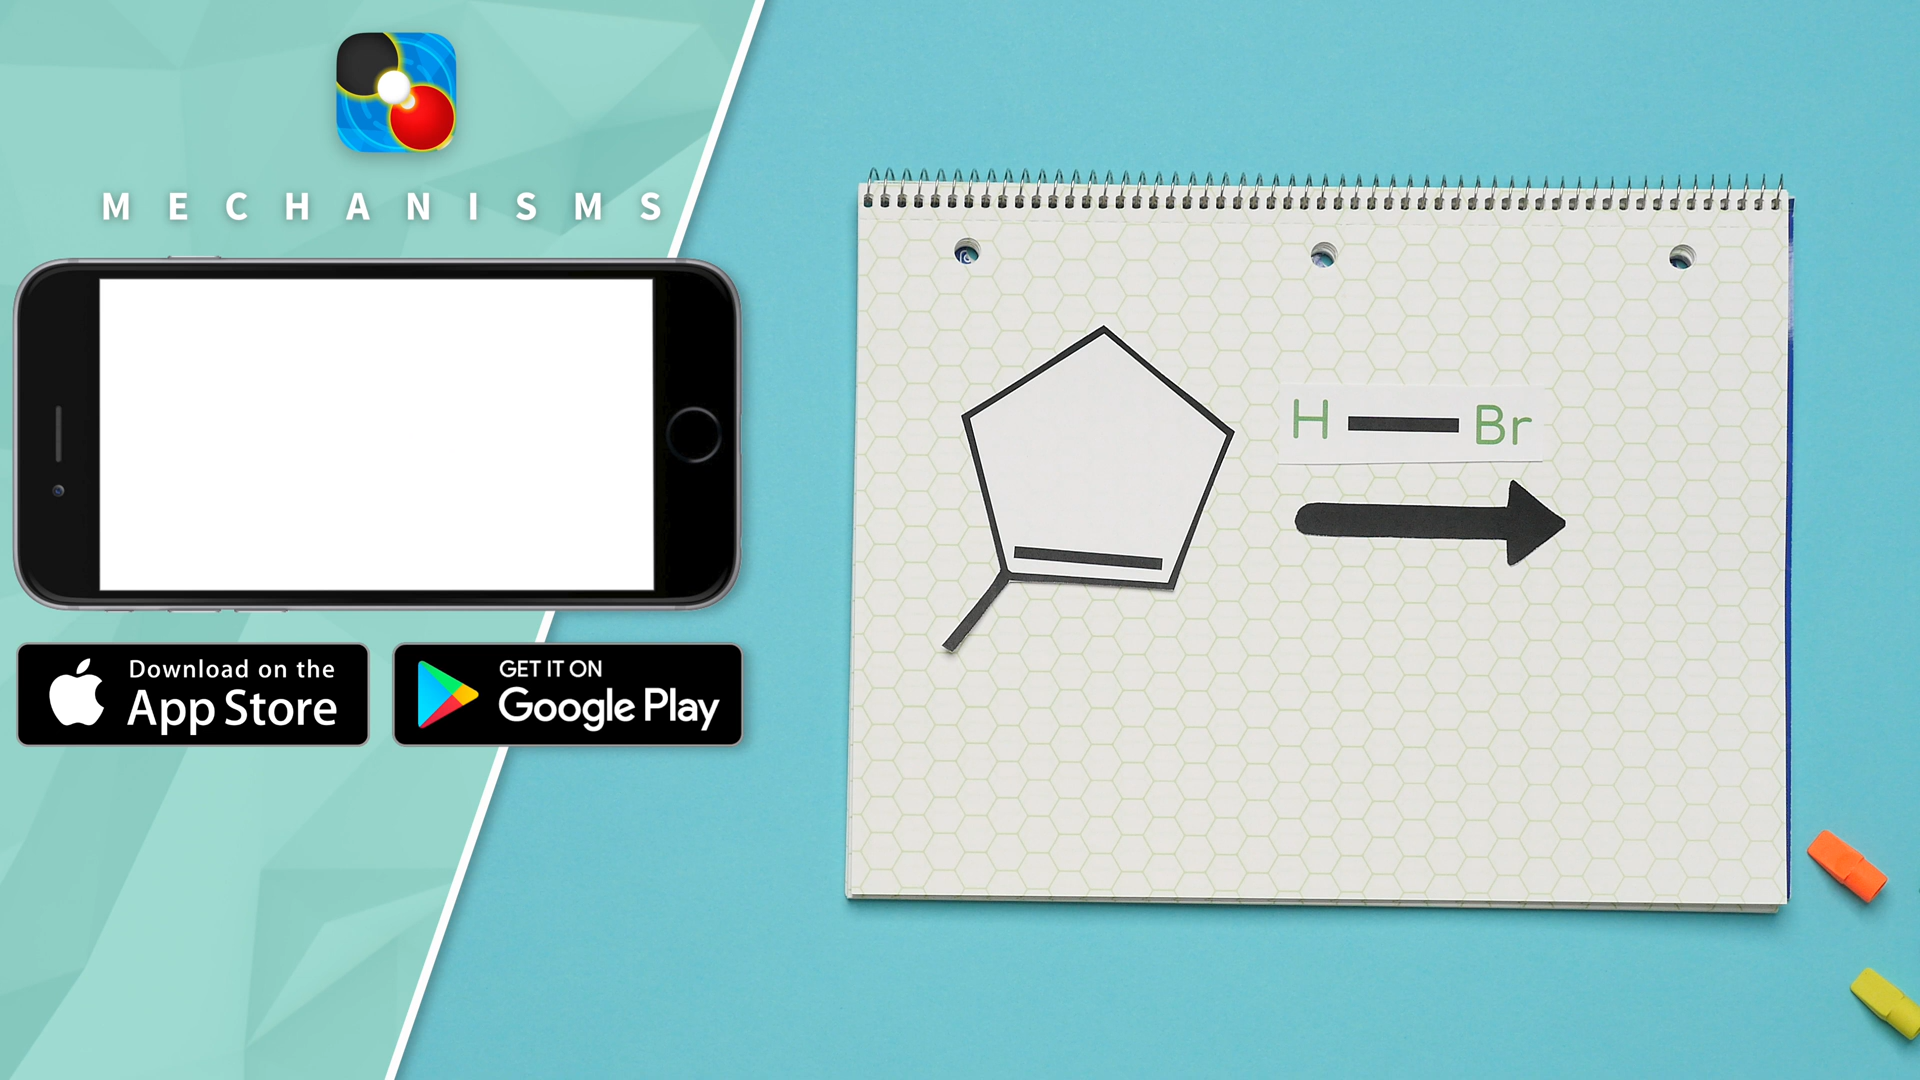 MECHANISMS
Download on the
App Store
GET IT ON
Google Play
H Br